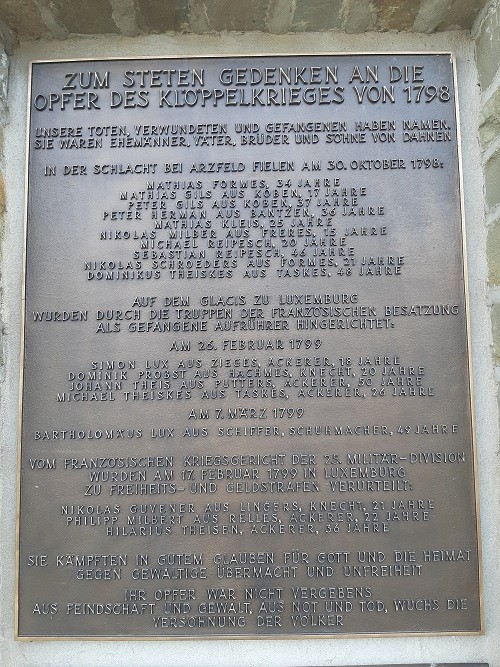 ZUM STETEN GEDENKEN AN DIE
OPFER DES KLÖPPELKRIEGES VON 1798
UNSERE TOTEN, VERWUNDETEN UND GEFANGENEN HABEN NAMEN.
SIE WAREN EHEMÄNNER, VÄTER, BRÜDER UND SÖHNE VON DAHNEN
IN DER SCHLACHT BEI ARZFELD FIELEN AM 30. OKTOBER 1798:
MATHIAS FORMES, 34 JAHRE
MATHIAS GILS AUS KOBEN, 17 JAHRE
PETER GILS AUS KOBEN, 37 JAHRE
PETER HERMAN AUS BANTZEN, 36 JAHRE
MATHIAS KLEIS, 25 JAHRE
NIKOLAS MILBER AUS FRERES, 15 JAHRE
MICHAEL REIPESCH, 20 JAHRE
SEBASTIAN REIPESCH, 46 JAHRE
NIKOLAS SCHROEDERS AUS FORMES, 21 JAHRE
DOMINIKUS THEISKES AUS TASKES, 48 JAHRE
AUF DEM GLACIS ZU LUXEMBURG
WURDEN DURCH DIE TRUPPEN DER FRANZÖSISCHEN BESATZUNG
ALS GEFANGENE AUFRÜHRER HINGERICHTET:
AM 26. FEBRUAR 1799
SIMON LUX AUS ZIEGES, ACKERER, 18 JAHRE
DOMINIK PROBST AUS HACHMES, KNECHT, 20 JAHRE
JOHANN THEIS AUS PUTTERS, ACKERER, 50 JAHRE
MICHAEL THEISKES AUS TASKES, ACKERER, 26 JAHRE
AM 7. MÄRZ 1799
BARTHOLOMÄUS LUX AUS SCHIFFER, SCHUHMACHER, 49 JAHRE
VOM FRANZÖSISCHEN KRIEGSGERICHT DER 25. MILITÄR-DIVISION
WURDEN AM 17. FEBRUAR 1799 IN LUXEMBURG
ZU FREIHEITS- UND GELDSTRAFEN VERURTEILT:
NIKOLAS GUVENER AUS LINGERS, KNECHT, 21 JAHRE
PHILIPP MILBERT AUS RELLES, ACKERER, 22 JAHRE
HILARIUS THEISEN, ACKERER, 36 JAHRE
SIE KÄMPFTEN IN GUTEM GLAUBEN FÜR GOTT UND DIE HEIMAT
GEGEN GEWALTIGE ÜBERMACHT UND UNFREIHEIT
IHR OPFER WAR NICHT VERGEBENS
AUS FEINDSCHAFT UND GEWALT, AUS NOT UND TOD, WUCHS DIE
VERSÖHNUNG DER VÖLKER